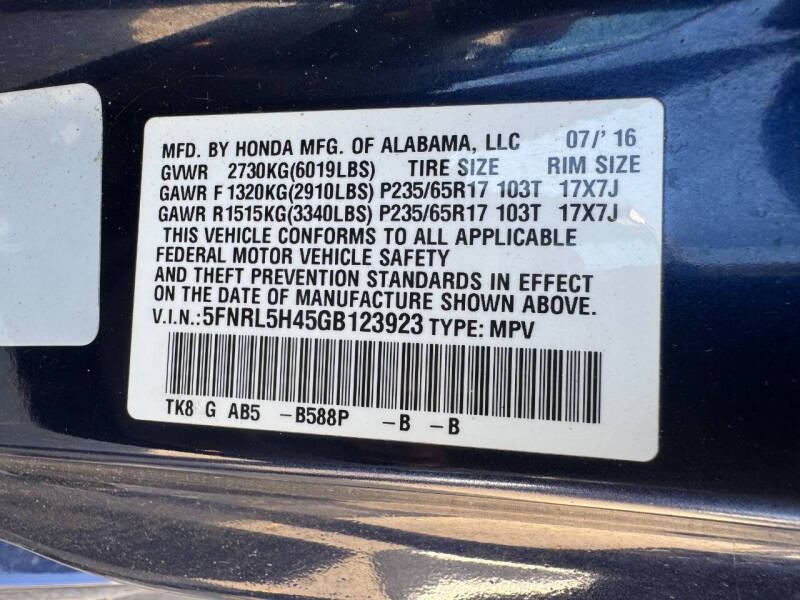 MFD. BY HONDA MFG. OF ALABAMA, LLC 07/' 16
GVWR 2730KG(6019LBS) TIRE SIZE RIM SIZE
GAWR F 1320KG(2910LBS) P235/65R17 103T 17X7J
GAWR R1515KG(3340LBS) P235/65R17 103T 17X7J
THIS VEHICLE CONFORMS TO ALL APPLICABLE
FEDERAL MOTOR VEHICLE SAFETY
AND THEFT PREVENTION STANDARDS IN EFFECT
ON THE DATE OF MANUFACTURE SHOWN ABOVE.
V.I.N.:5FNRL5H45GB123923 TYPE: MPV
TK8 G AB5 -B588P -B -B